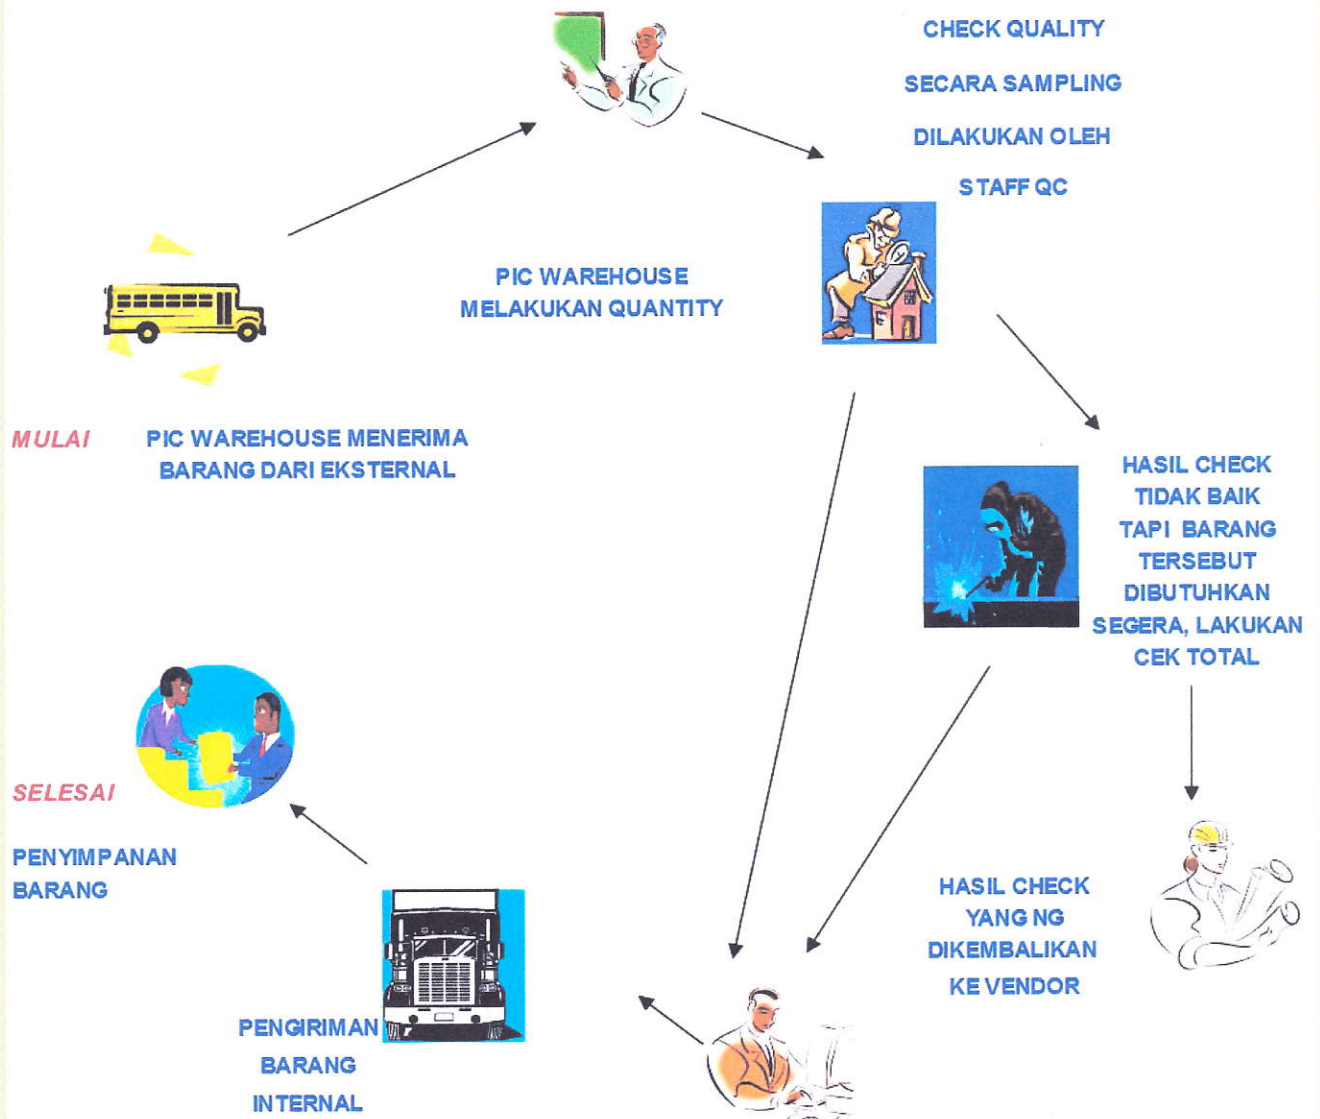 CHECK QUALITY
SECARA SAMPLING
DILAKUKAN OLEH
STAFF QC
PIC WAREHOUSE
MELAKUKAN QUANTITY
MULAI
PIC WAREHOUSE MENERIMA
BARANG DARI EKSTERNAL
HASIL CHECK
TIDAK BAIK
TAPI BARANG
TERSEBUT
DIBUTUHKAN
SEGERA, LAKUKAN
CEK TOTAL
SELESAI
PENYIMPANAN
BARANG
HASIL CHECK
YANG NG
DIKEMBALIKAN
KE VENDOR
PENGIRIMAN
BARANG
INTERNAL